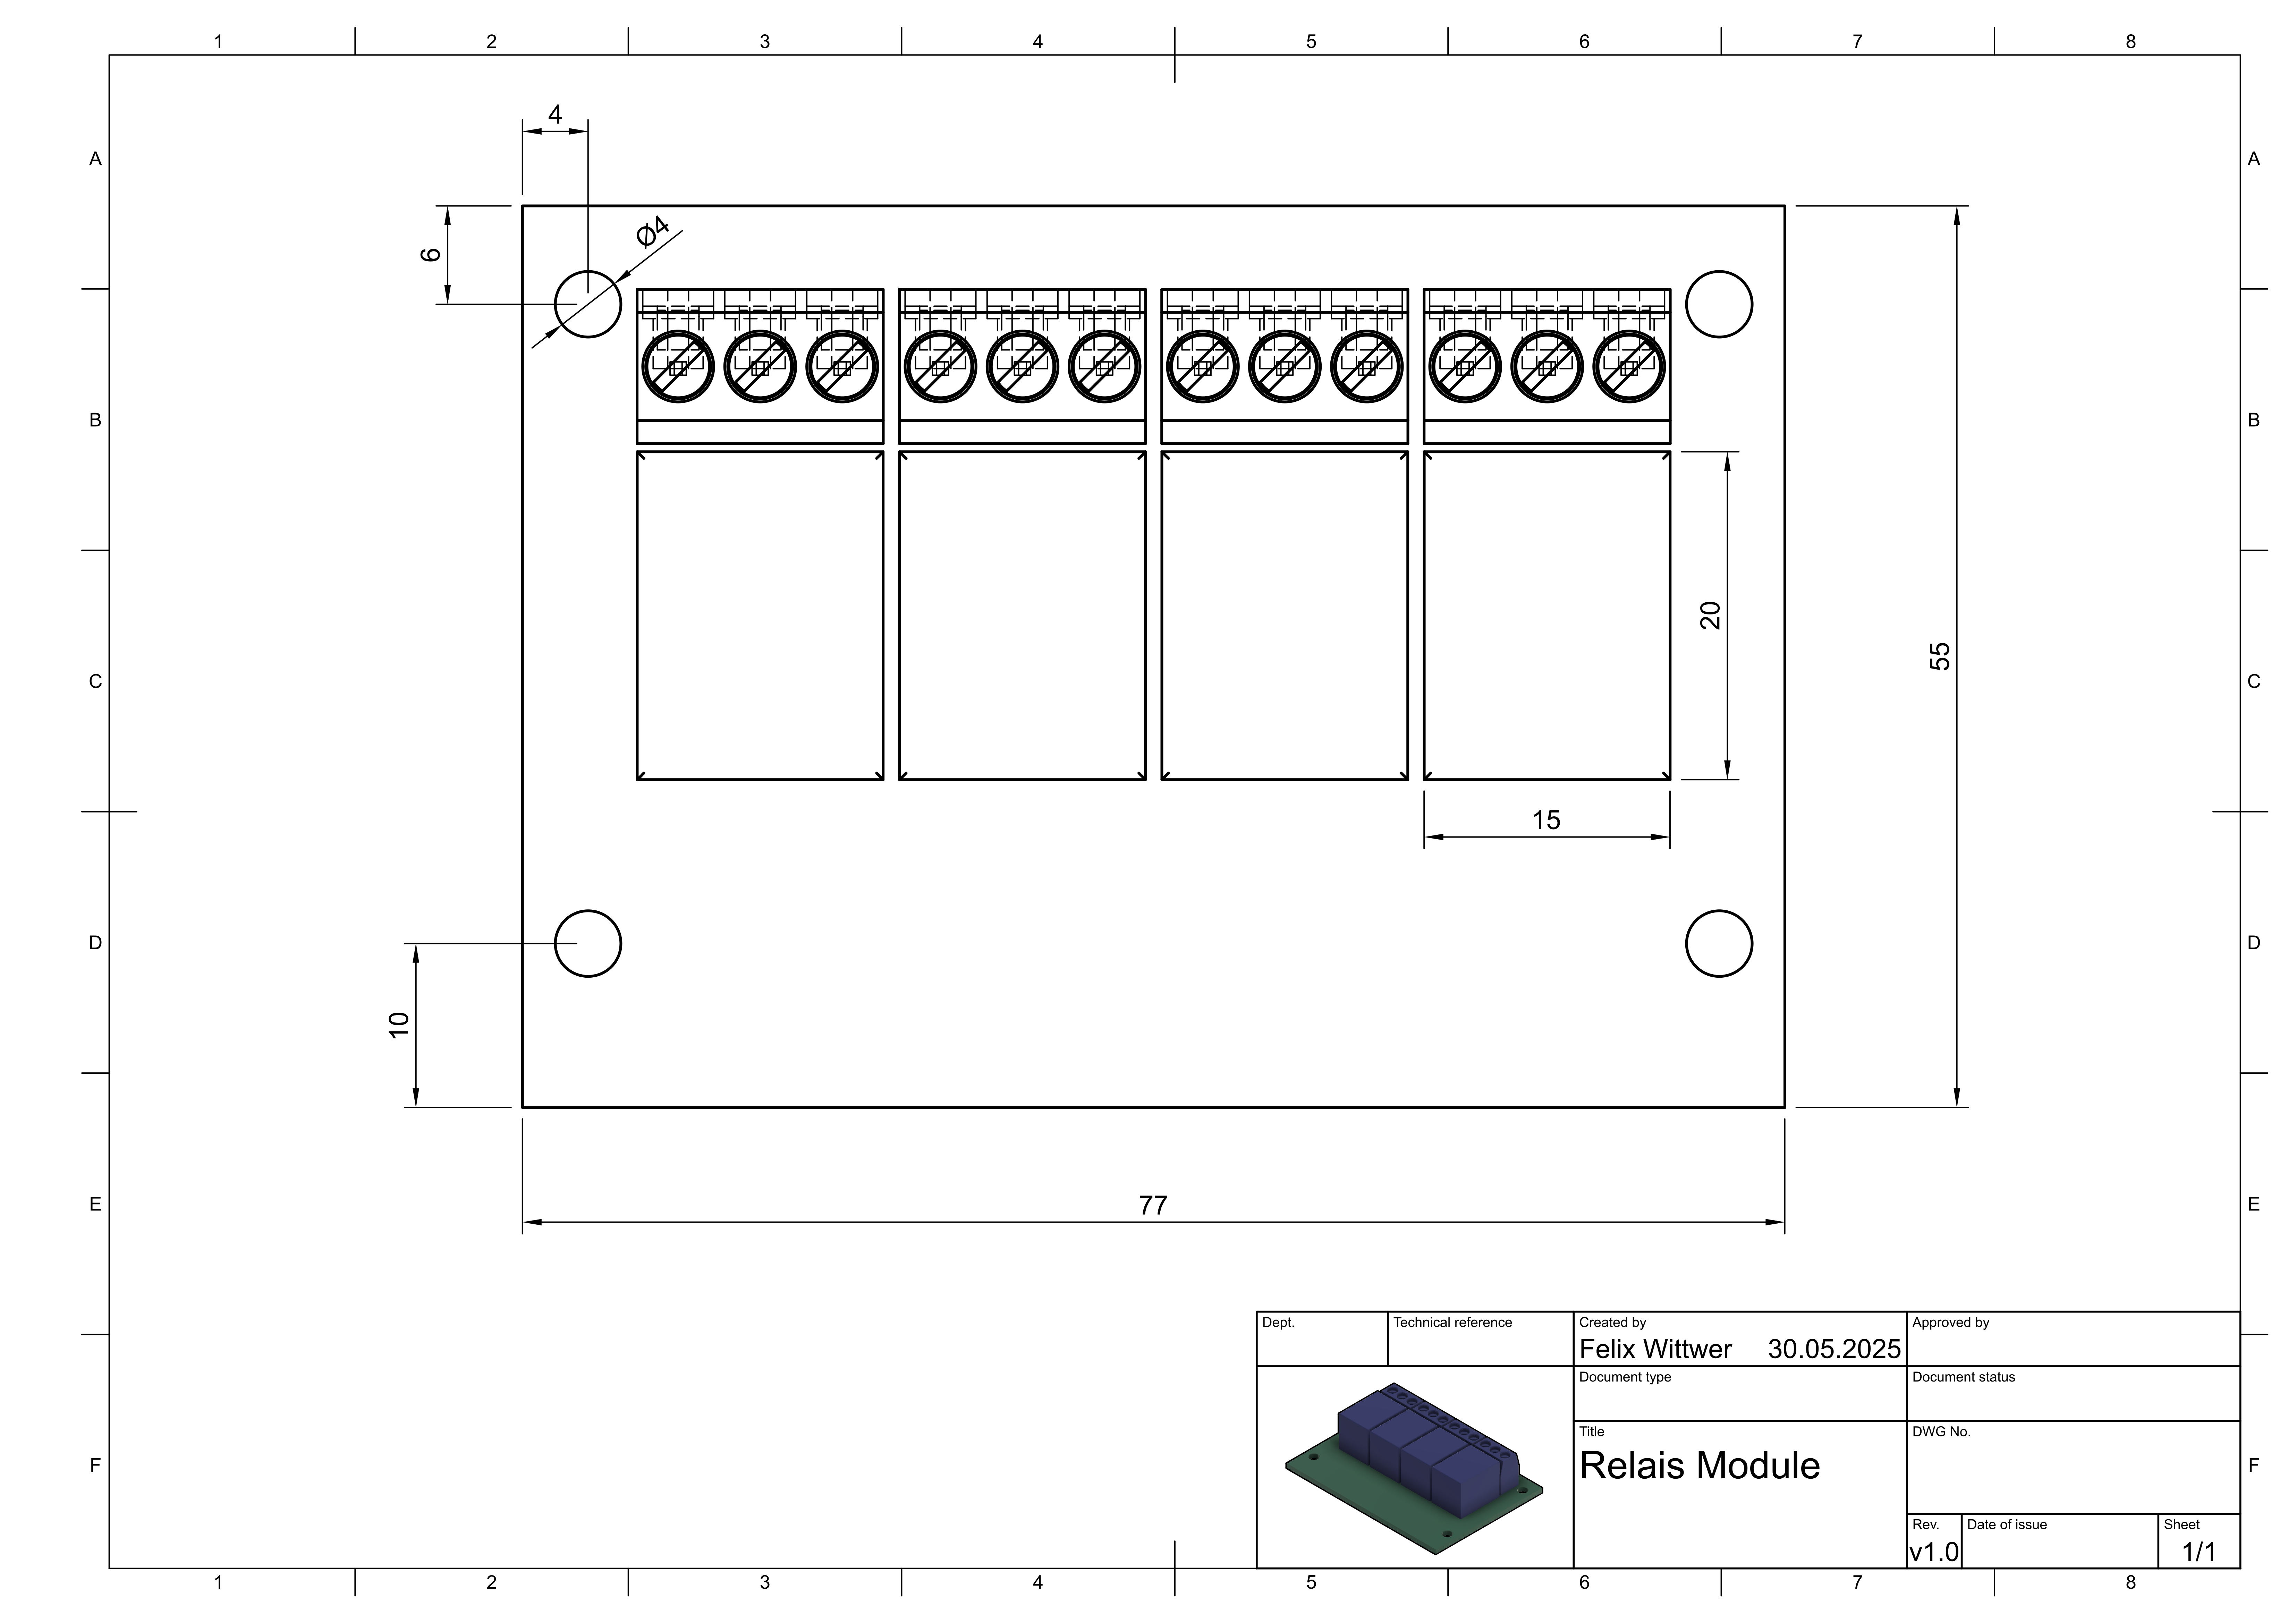 1 2 3 4 5 6 7 8
4
A A
6
Ø4
B B
20
55
C C
15
D D
10
E E
77
Dept. Technical reference Created by Approved by
Felix Wittwer 30.05.2025
Document type Document status
Title DWG No.
Relais Module
F F
Rev. Date of issue Sheet
v1.0 1/1
1 2 3 4 5 6 7 8